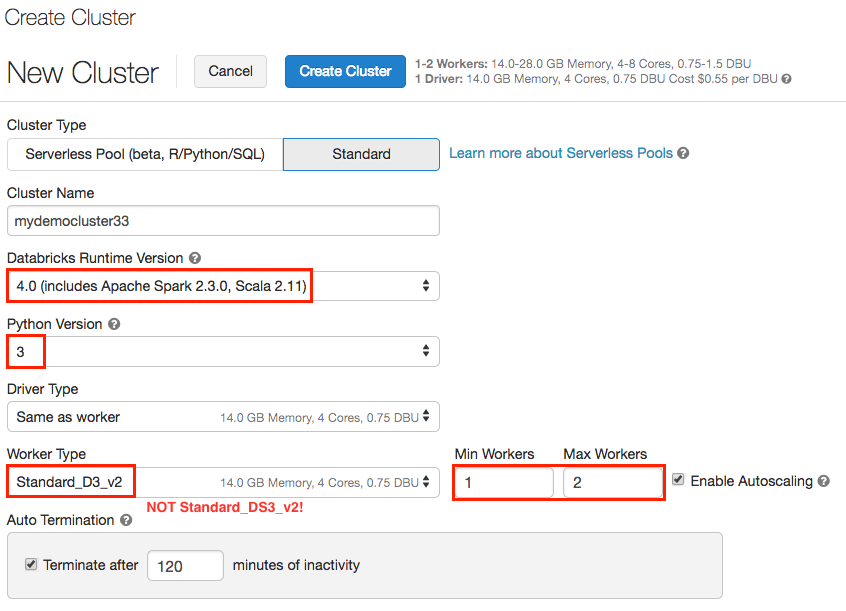 Create Cluster
New Cluster
Cancel
Create Cluster
1-2 Workers: 14.0-28.0 GB Memory, 4-8 Cores, 0.75-1.5 DBU
1 Driver: 14.0 GB Memory, 4 Cores, 0.75 DBU Cost $0.55 per DBU ?
Cluster Type
Serverless Pool (beta, R/Python/SQL) Standard Learn more about Serverless Pools ?
Cluster Name
mydemocluster33
Databricks Runtime Version ?
4.0 (includes Apache Spark 2.3.0, Scala 2.11)
Python Version ?
3
Driver Type
Same as worker 14.0 GB Memory, 4 Cores, 0.75 DBU
Worker Type Min Workers Max Workers
Standard_D3_v2 14.0 GB Memory, 4 Cores, 0.75 DBU 1 2 Enable Autoscaling ?
NOT Standard_DS3_v2!
Auto Termination ?
Terminate after 120 minutes of inactivity